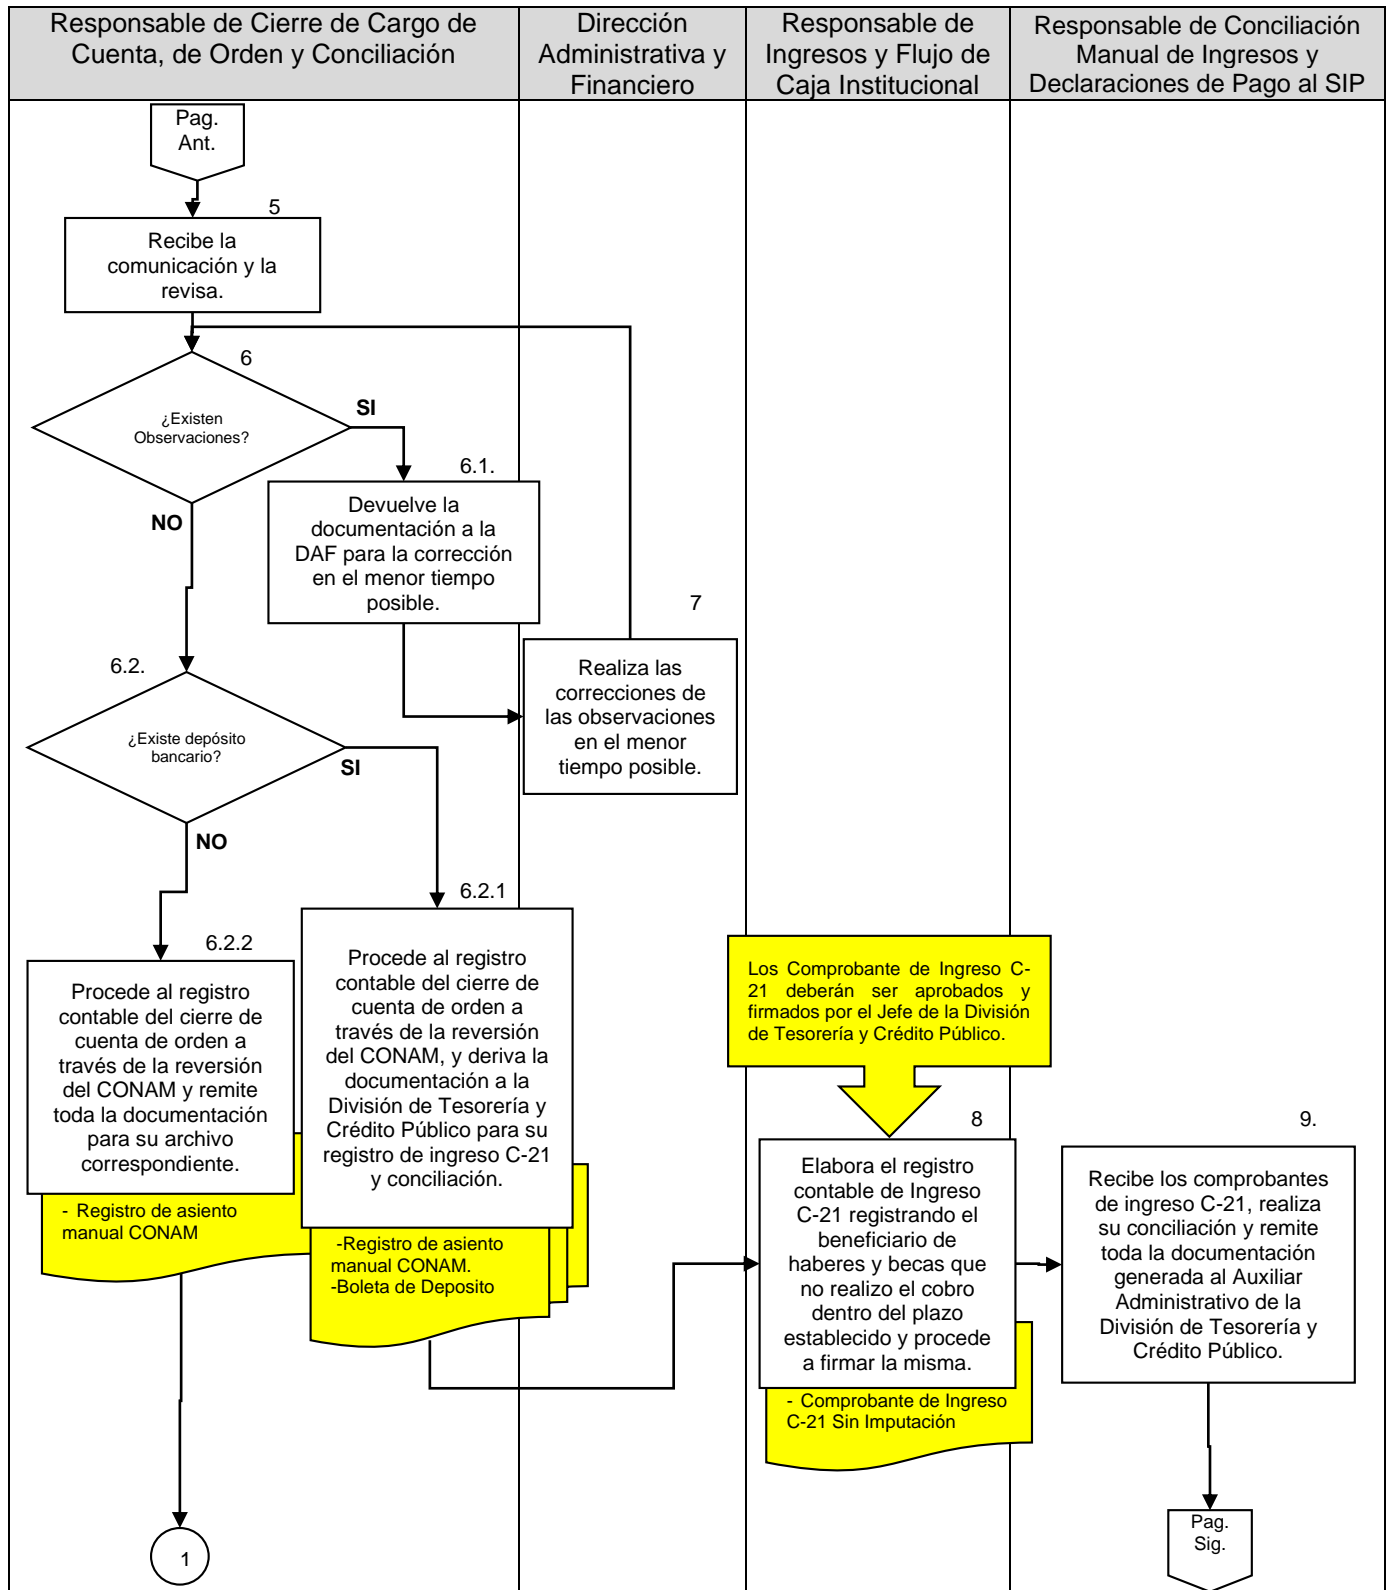 Responsable de Cierre de Cargo de
Cuenta, de Orden y Conciliación
Dirección
Administrativa y
Financiero
Responsable de
Ingresos y Flujo de
Caja Institucional
Responsable de Conciliación
Manual de Ingresos y
Declaraciones de Pago al SIP
Pag.
Ant.
5
Recibe la
comunicación y la
revisa.
6
¿Existen
Observaciones?
SI
NO
6.1.
Devuelve la
documentación a la
DAF para la corrección
en el menor tiempo
posible.
7
Realiza las
correcciones de
las observaciones
en el menor
tiempo posible.
6.2.
¿Existe depósito
bancario?
SI
NO
6.2.1
Procede al registro
contable del cierre de
cuenta de orden a
través de la reversión
del CONAM, y deriva la
documentación a la
División de Tesorería y
Crédito Público para su
registro de ingreso C-21
y conciliación.
-Registro de asiento
manual CONAM.
-Boleta de Deposito
6.2.2
Procede al registro
contable del cierre de
cuenta de orden a
través de la reversión
del CONAM y remite
toda la documentación
para su archivo
correspondiente.
- Registro de asiento
manual CONAM
1
Los Comprobante de Ingreso C-
21 deberán ser aprobados y
firmados por el Jefe de la División
de Tesorería y Crédito Público.
8
Elabora el registro
contable de Ingreso
C-21 registrando el
beneficiario de
haberes y becas que
no realizo el cobro
dentro del plazo
establecido y procede
a firmar la misma.
- Comprobante de Ingreso
C-21 Sin Imputación
9.
Recibe los comprobantes
de ingreso C-21, realiza
su conciliación y remite
toda la documentación
generada al Auxiliar
Administrativo de la
División de Tesorería y
Crédito Público.
Pag.
Sig.